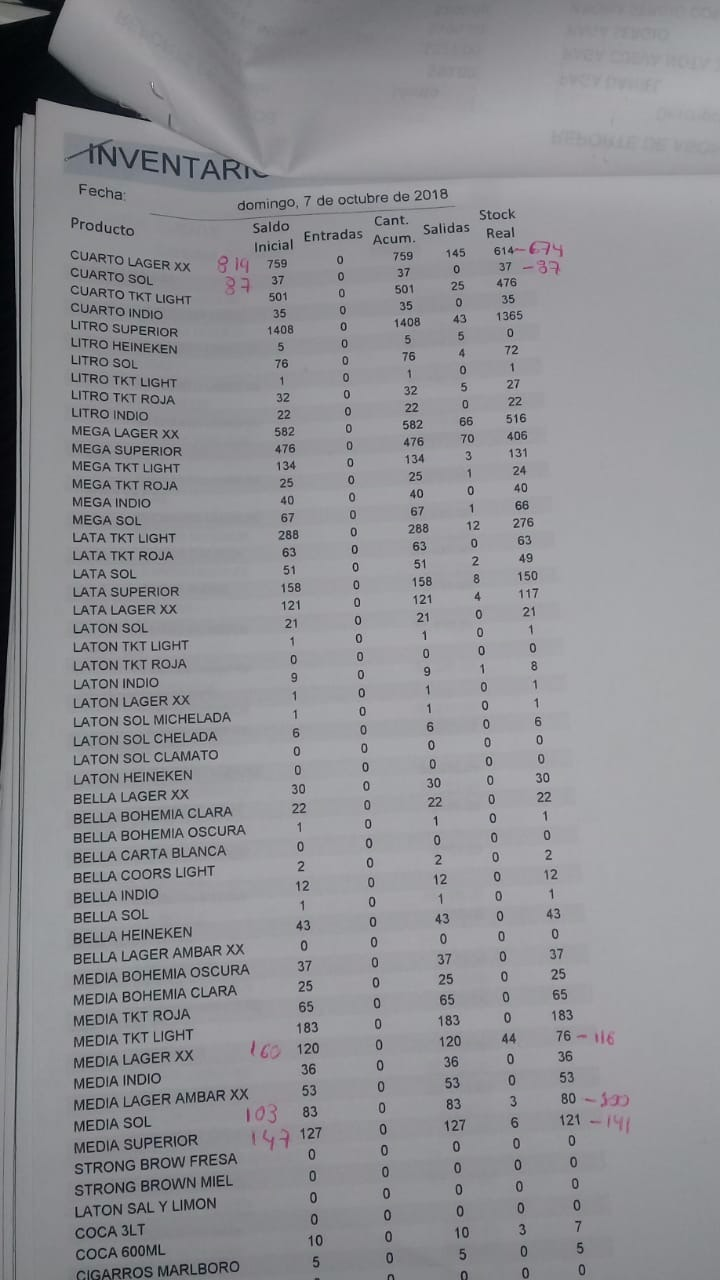 INVENTARIO
Fecha: domingo, 7 de octubre de 2018
Producto Saldo Inicial Entradas Cant. Acum. Salidas Stock Real
CUARTO LAGER XX 819 759 0 759 145 614 - 674
CUARTO SOL 87 37 0 37 0 37 - 87
CUARTO TKT LIGHT 501 0 501 25 476
CUARTO INDIO 35 0 35 0 35
LITRO SUPERIOR 1408 0 1408 43 1365
LITRO HEINEKEN 5 0 5 5 0
LITRO SOL 76 0 76 4 72
LITRO TKT LIGHT 1 0 1 0 1
LITRO TKT ROJA 32 0 32 5 27
LITRO INDIO 22 0 22 0 22
MEGA LAGER XX 582 0 582 66 516
MEGA SUPERIOR 476 0 476 70 406
MEGA TKT LIGHT 134 0 134 3 131
MEGA TKT ROJA 25 0 25 1 24
MEGA INDIO 40 0 40 0 40
MEGA SOL 67 0 67 1 66
LATA TKT LIGHT 288 0 288 12 276
LATA TKT ROJA 63 0 63 0 63
LATA SOL 51 0 51 2 49
LATA SUPERIOR 158 0 158 8 150
LATA LAGER XX 121 0 121 4 117
LATON SOL 21 0 21 0 21
LATON TKT LIGHT 1 0 1 0 1
LATON TKT ROJA 0 0 0 0 0
LATON INDIO 9 0 9 1 8
LATON LAGER XX 1 0 1 0 1
LATON SOL MICHELADA 1 0 1 0 1
LATON SOL CHELADA 6 0 6 0 6
LATON SOL CLAMATO 0 0 0 0 0
LATON HEINEKEN 0 0 0 0 0
BELLA LAGER XX 30 0 30 0 30
BELLA BOHEMIA CLARA 22 0 22 0 22
BELLA BOHEMIA OSCURA 1 0 1 0 1
BELLA CARTA BLANCA 0 0 0 0 0
BELLA COORS LIGHT 2 0 2 0 2
BELLA INDIO 12 0 12 0 12
BELLA SOL 1 0 1 0 1
BELLA HEINEKEN 43 0 43 0 43
BELLA LAGER AMBAR XX 0 0 0 0 0
MEDIA BOHEMIA OSCURA 37 0 37 0 37
MEDIA BOHEMIA CLARA 25 0 25 0 25
MEDIA TKT ROJA 65 0 65 0 65
MEDIA TKT LIGHT 183 0 183 0 183
MEDIA LAGER XX 160 120 0 120 44 76 - 116
MEDIA INDIO 36 0 36 0 36
MEDIA LAGER AMBAR XX 53 0 53 0 53
MEDIA SOL 103 83 0 83 3 80 - 100
MEDIA SUPERIOR 147 127 0 127 6 121 - 141
STRONG BROW FRESA 0 0 0 0 0
STRONG BROWN MIEL 0 0 0 0 0
LATON SAL Y LIMON 0 0 0 0 0
COCA 3LT 0 0 0 0 0
COCA 600ML 10 0 10 3 7
CIGARROS MARLBORO 5 0 5 0 5
0 0 0 0